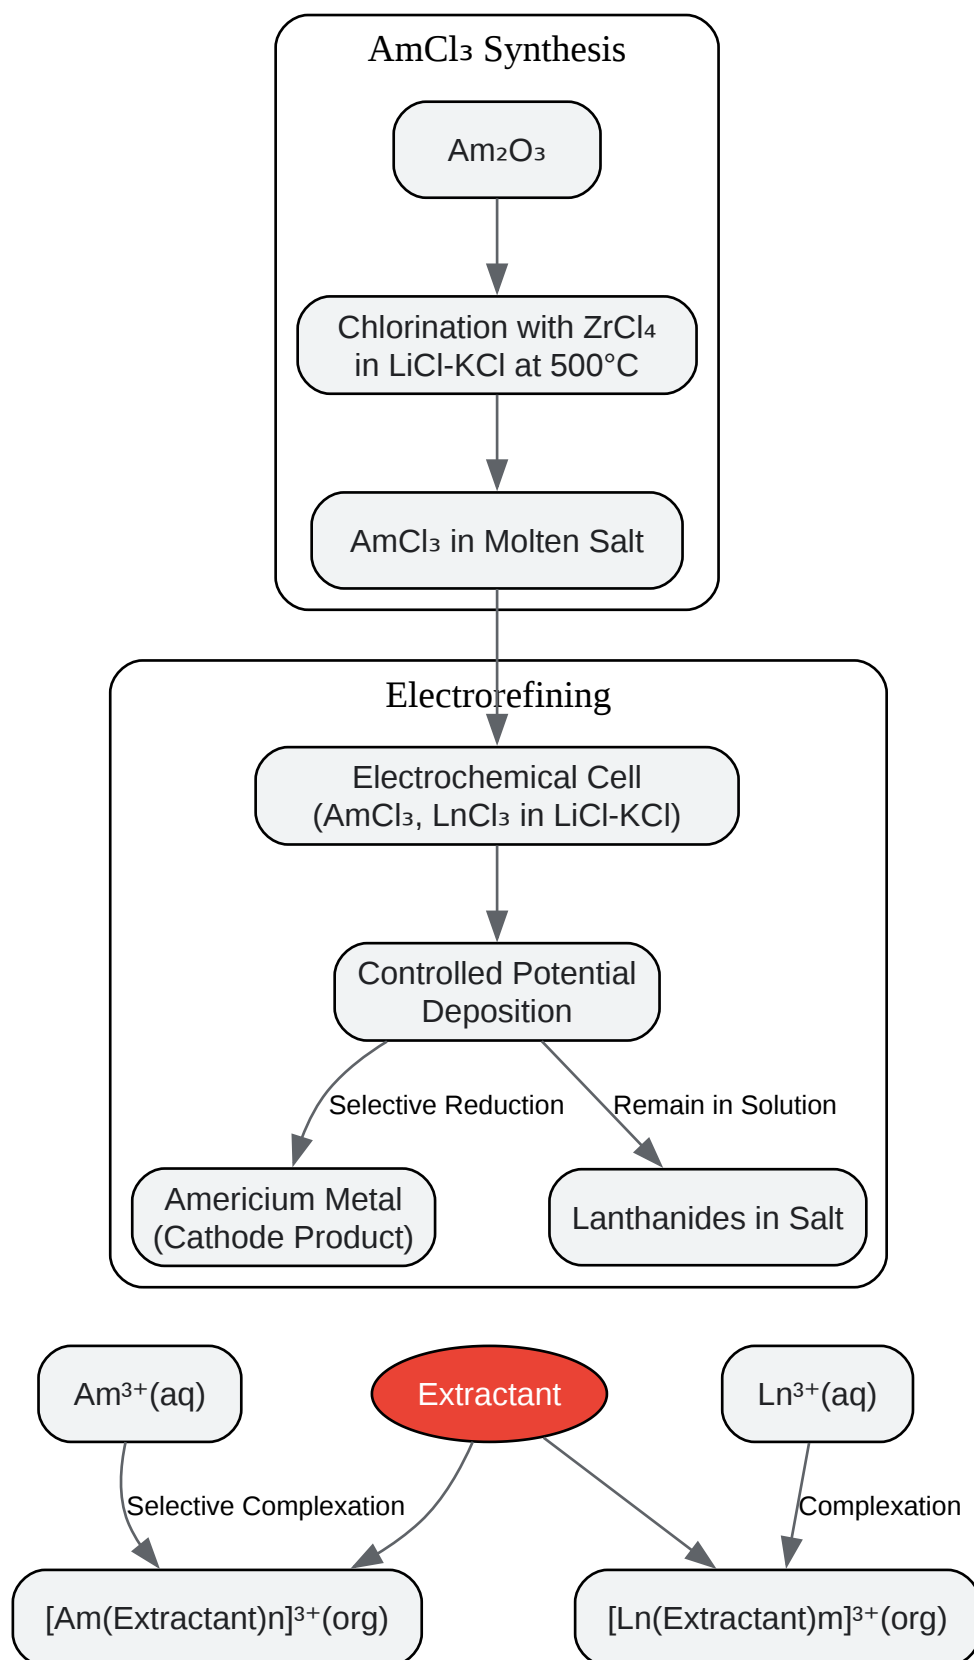 AmCl₃ Synthesis
Am₂O₃
Chlorination with ZrCl₄
in LiCl-KCl at 500°C
AmCl₃ in Molten Salt
Electrorefining
Electrochemical Cell
(AmCl₃, LnCl₃ in LiCl-KCl)
Controlled Potential
Deposition
Selective Reduction
Remain in Solution
Americium Metal
(Cathode Product)
Lanthanides in Salt
Am³⁺(aq)
Extractant
Ln³⁺(aq)
Selective Complexation
Complexation
[Am(Extractant)n]³⁺(org)
[Ln(Extractant)m]³⁺(org)